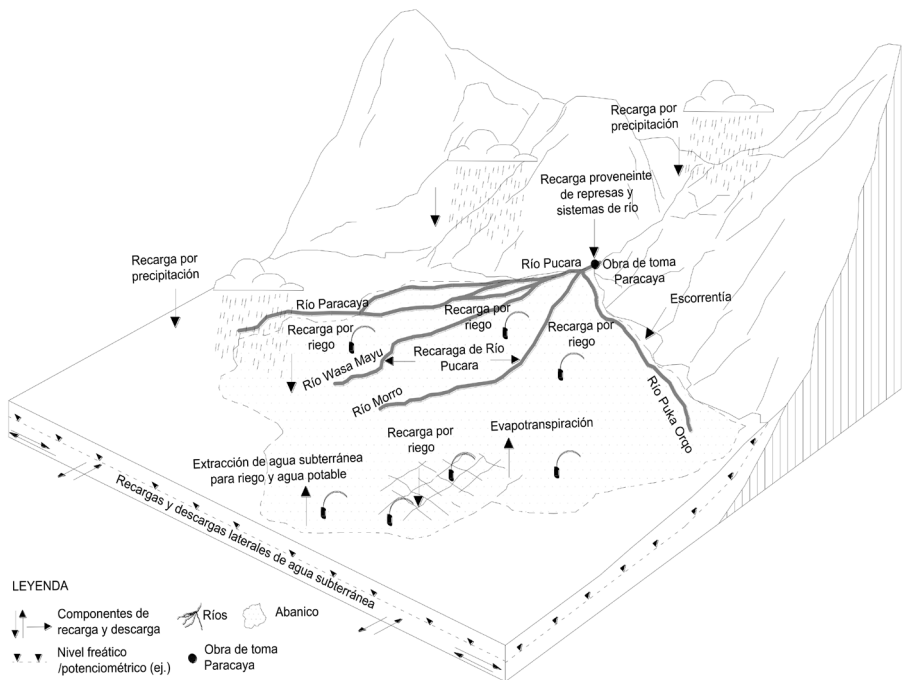 Recarga por
precipitación
Recarga proveneinte
de represas y
sistemas de río
Recarga por
precipitación
Río Pucara
Obra de toma
Paracaya
Escorrentía
Río Paracaya
Recarga por
riego
Recarga por
riego
Recarga por
riego
Río Wasa Mayu
Recaraga de Río
Pucara
Río Morro
Río Puka Orqo
Recarga por
riego
Evapotranspiración
Extracción de agua subterránea
para riego y agua potable
Recargas y descargas laterales de agua subterránea
LEYENDA
Componentes de
recarga y descarga
Ríos
Abanico
Nivel freático
/potenciométrico (ej.)
Obra de toma
Paracaya